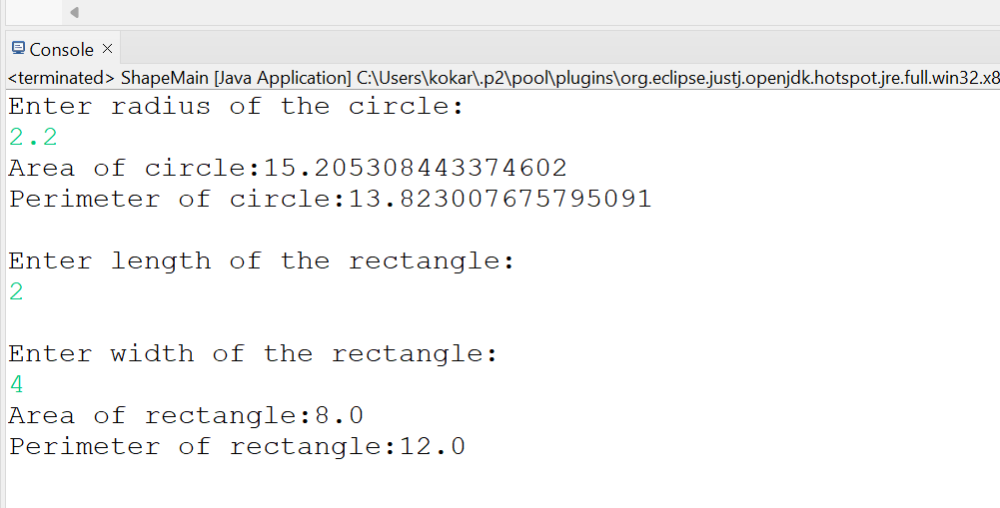 Console
<terminated> ShapeMain [Java Application] C:\Users\kokar\.p2\pool\plugins\org.eclipse.justj.openjdk.hotspot.jre.full.win32.x8
Enter radius of the circle:
2.2
Area of circle:15.205308443374602
Perimeter of circle:13.823007675795091
Enter length of the rectangle:
2
Enter width of the rectangle:
4
Area of rectangle:8.0
Perimeter of rectangle:12.0